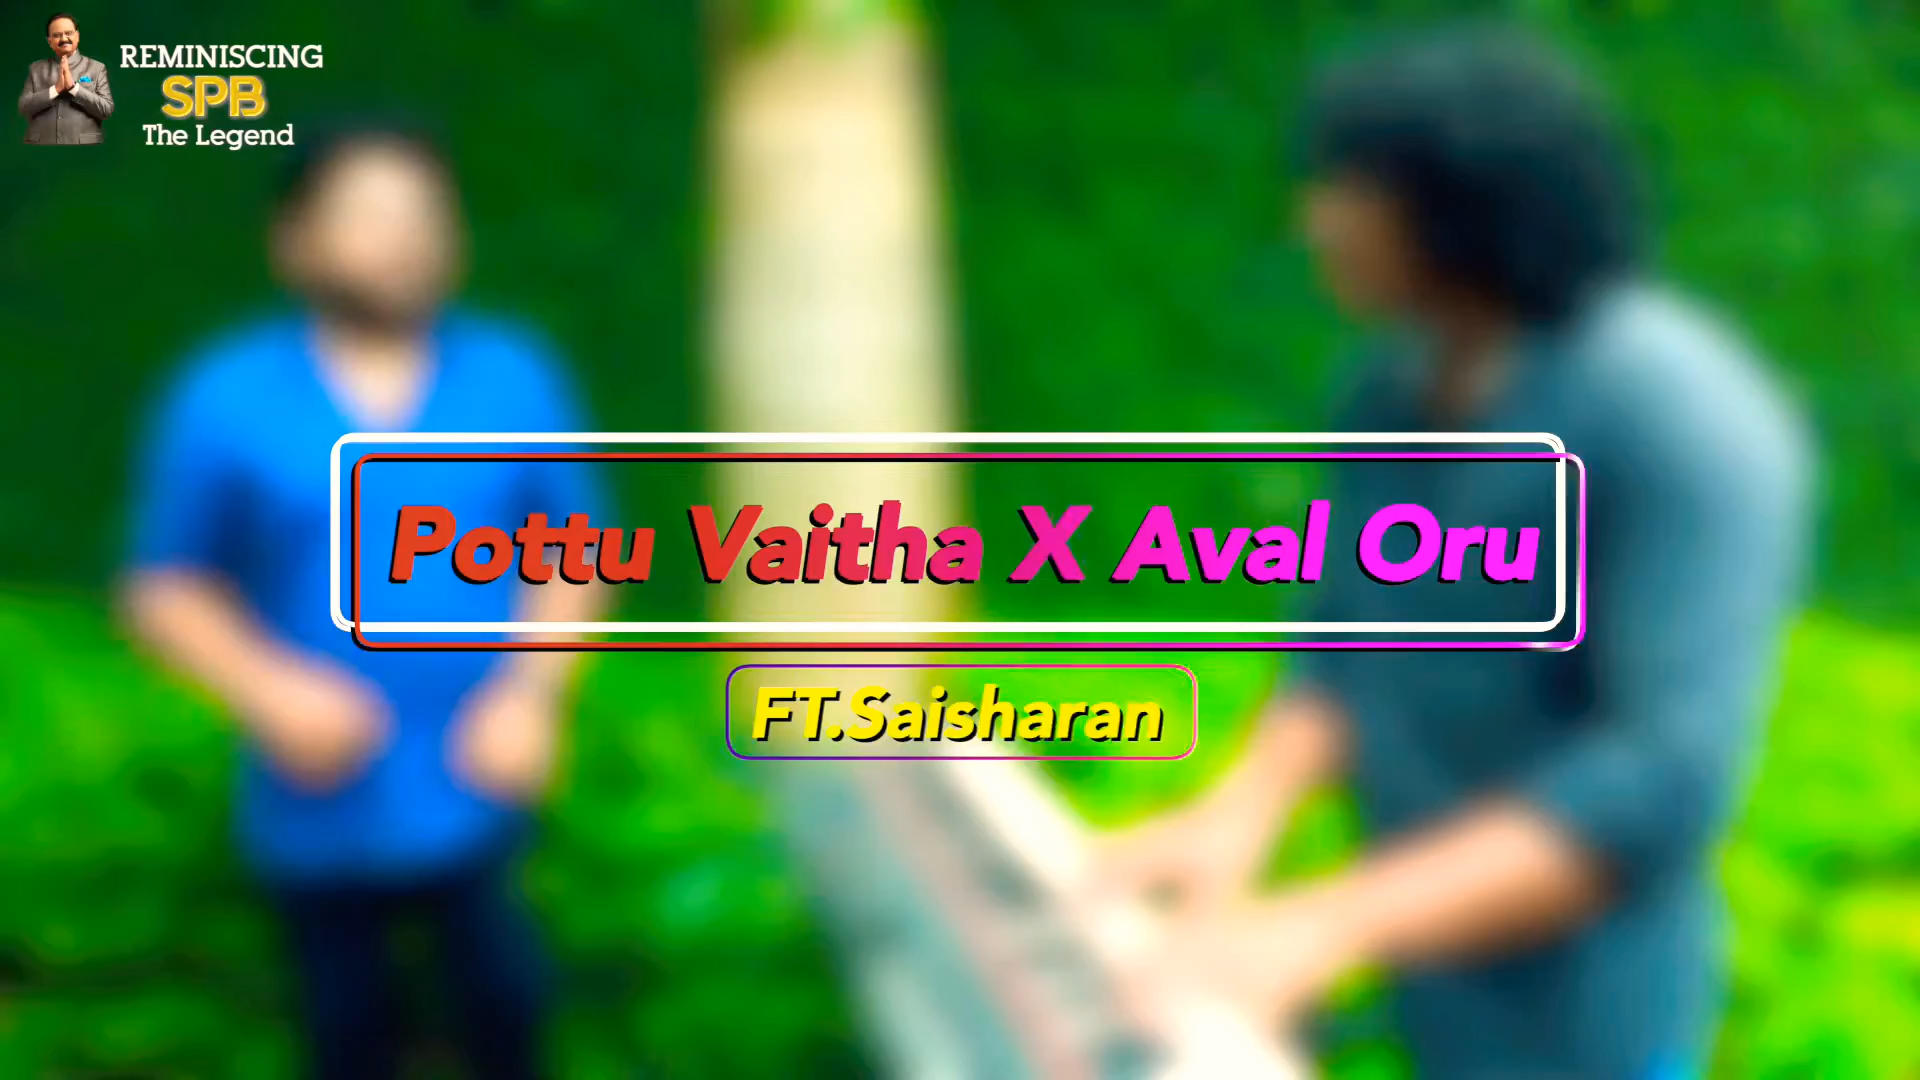 REMINISCING
SPB
The Legend
Pottu Vaitha X Aval Oru
FT.Saisharan